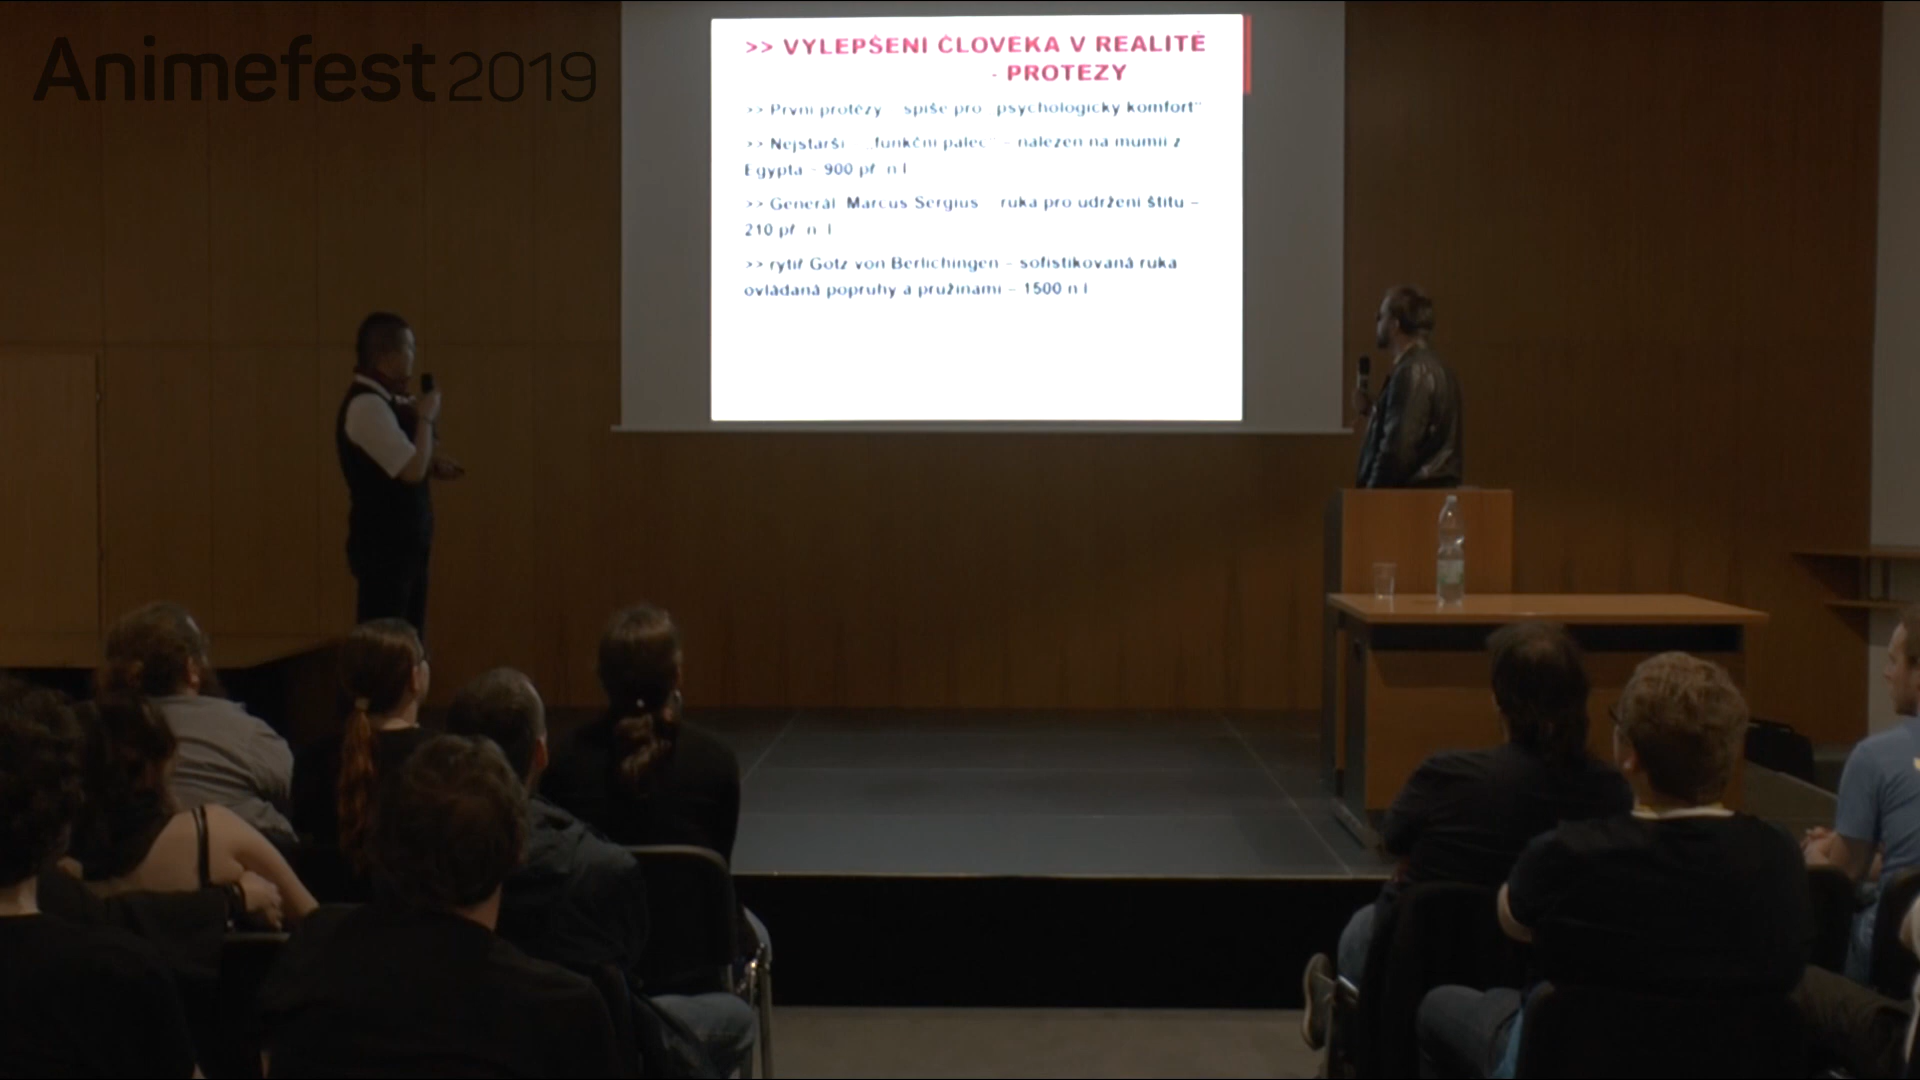 Animefest 2019
>> VYLEPŠENÍ ČLOVĚKA V REALITĚ
- PROTÉZY
>> První protézy – spíše pro „psychologický komfort“
>> Nejstarší – „funkční palec“ – nalezen na mumii z
Egypta - 900 př. n. l.
>> Generál Marcus Sergius – ruka pro udržení štítu –
210 př. n. l.
>> rytíř Götz von Berlichingen – sofistikovaná ruka
ovládaná popruhy a pružinami – 1500 n. l.